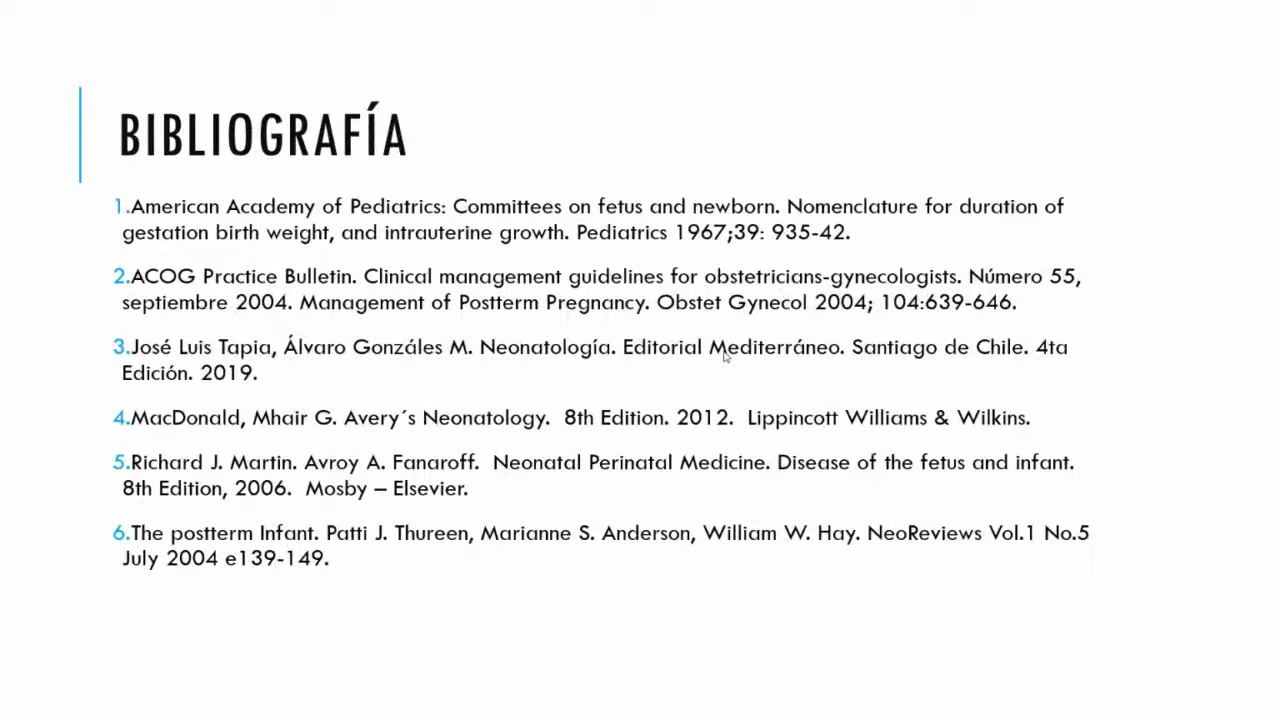 BIBLIOGRAFÍA
1.American Academy of Pediatrics: Committees on fetus and newborn. Nomenclature for duration of
gestation birth weight, and intrauterine growth. Pediatrics 1967;39: 935-42.
2.ACOG Practice Bulletin. Clinical management guidelines for obstetricians-gynecologists. Número 55,
septiembre 2004. Management of Postterm Pregnancy. Obstet Gynecol 2004; 104:639-646.
3.José Luis Tapia, Álvaro Gonzáles M. Neonatología. Editorial Mediterráneo. Santiago de Chile. 4ta
Edición. 2019.
4.MacDonald, Mhair G. Avery´s Neonatology.  8th Edition. 2012.  Lippincott Williams & Wilkins.
5.Richard J. Martin. Avroy A. Fanaroff.  Neonatal Perinatal Medicine. Disease of the fetus and infant.
8th Edition, 2006.  Mosby – Elsevier.
6.The postterm Infant. Patti J. Thureen, Marianne S. Anderson, William W. Hay. NeoReviews Vol.1 No.5
July 2004 e139-149.